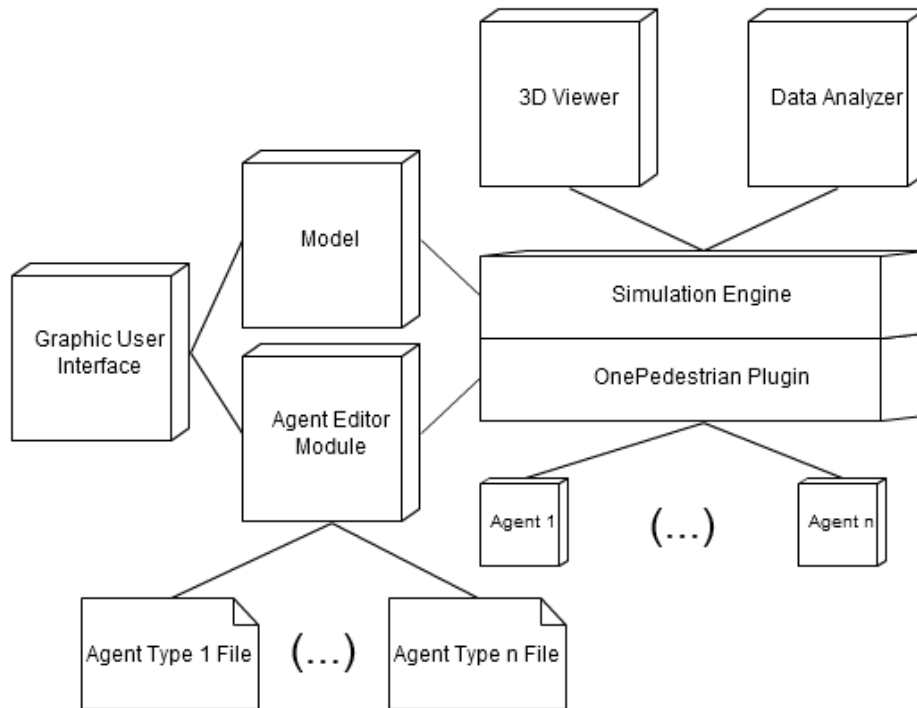 3D Viewer
Data Analyzer
Model
Simulation Engine
Graphic User
Interface
OnePedestrian Plugin
Agent Editor
Module
Agent 1
(...)
Agent n
Agent Type 1 File
(...)
Agent Type n File